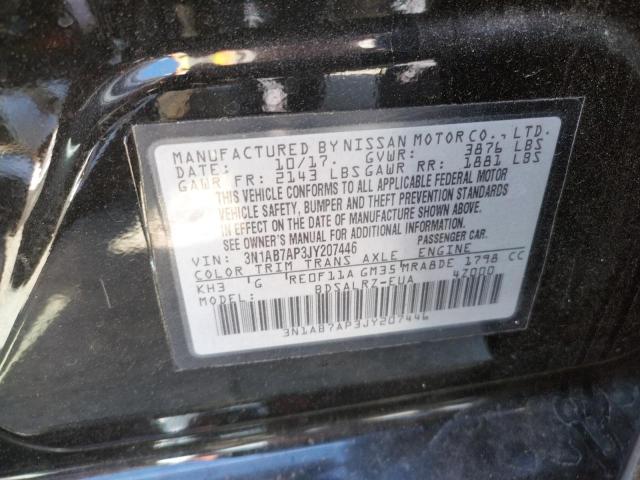 MANUFACTURED BY NISSAN MOTOR CO., LTD.
DATE: 10/17. GVWR: 3876 LBS
GAWR FR: 2143 LBS GAWR RR: 1881 LBS
THIS VEHICLE CONFORMS TO ALL APPLICABLE FEDERAL MOTOR
VEHICLE SAFETY, BUMPER AND THEFT PREVENTION STANDARDS
IN EFFECT ON THE DATE OF MANUFACTURE SHOWN ABOVE.
SEE OWNER'S MANUAL FOR ADDITIONAL INFORMATION.
VIN: 3N1AB7AP3JY207446 PASSENGER CAR.
COLOR TRIM TRANS AXLE ENGINE
KH3 G RE0F11A GM35 MRA8DE 1798 CC
BDSALRZ-EUA 4Z000
3N1AB7AP3JY207446